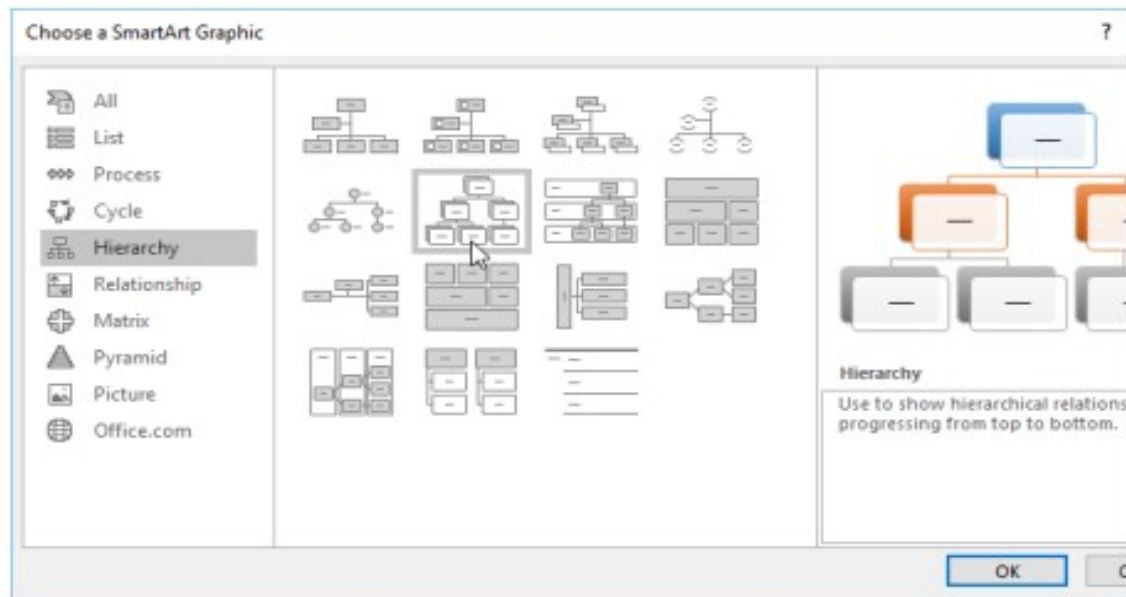 Choose a SmartArt Graphic
?
All
List
Process
Cycle
Hierarchy
Relationship
Matrix
Pyramid
Picture
Office.com
Hierarchy
Use to show hierarchical
progressing from top to bottom.
OK